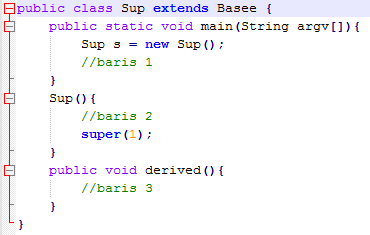 public class Sup extends Basee {
public static void main(String argv[]){
Sup s = new Sup();
//baris 1
}
Sup(){
//baris 2
super(1);
}
public void derived(){
//baris 3
}
}